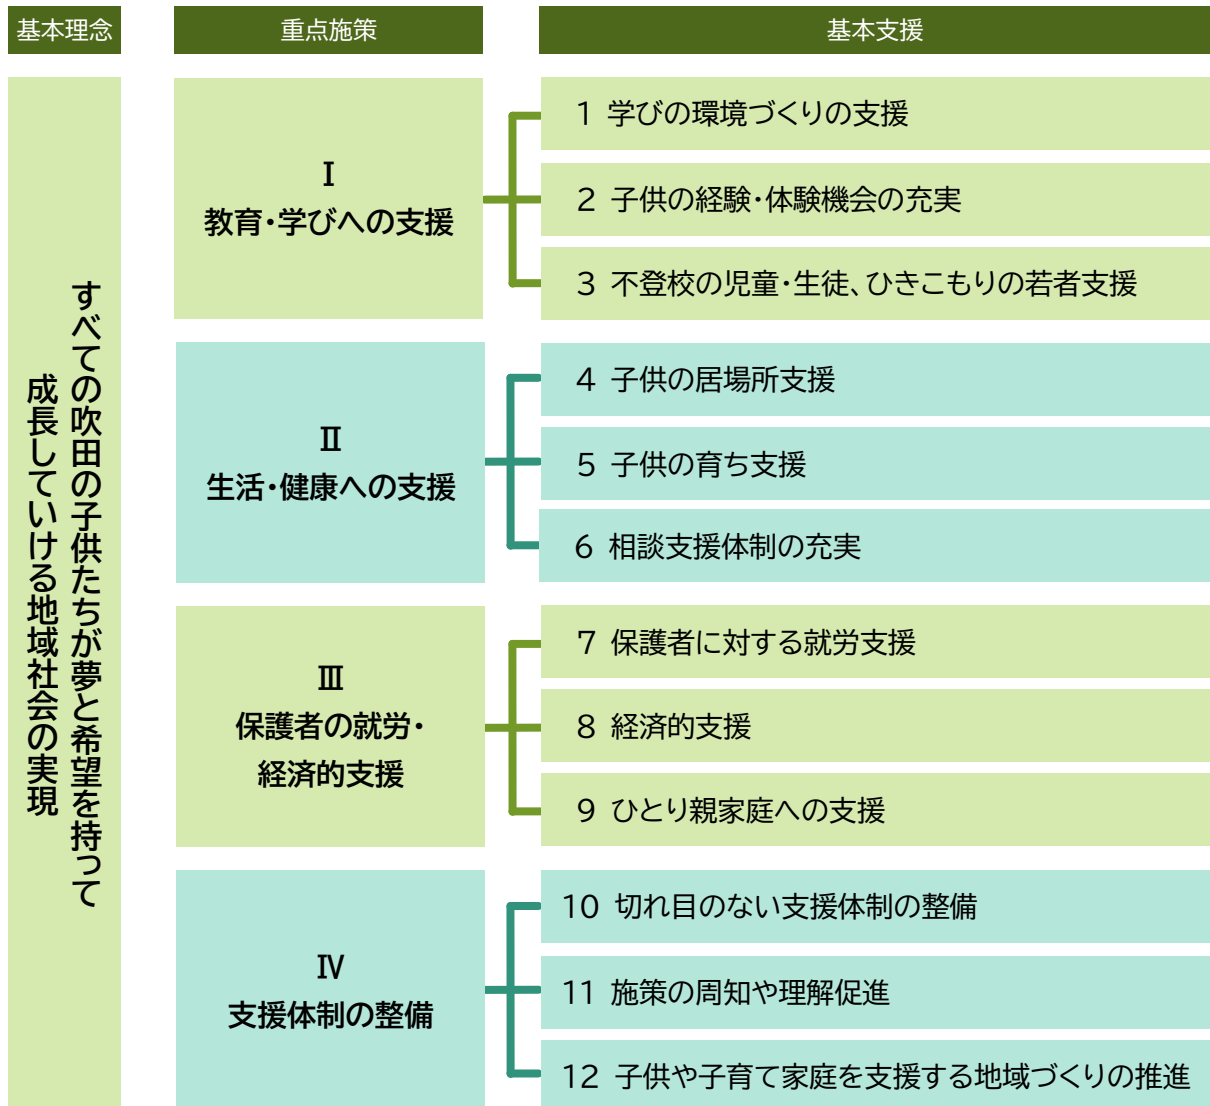 基本理念
重点施策
基本支援
すべての吹田の子供たちが夢と希望を持って
成長していける地域社会の実現
Ⅰ
教育・学びへの支援
1 学びの環境づくりの支援
2 子供の経験・体験機会の充実
3 不登校の児童・生徒、ひきこもりの若者支援
Ⅱ
生活・健康への支援
4 子供の居場所支援
5 子供の育ち支援
6 相談支援体制の充実
Ⅲ
保護者の就労・
経済的支援
7 保護者に対する就労支援
8 経済的支援
9 ひとり親家庭への支援
Ⅳ
支援体制の整備
10 切れ目のない支援体制の整備
11 施策の周知や理解促進
12 子供や子育て家庭を支援する地域づくりの推進